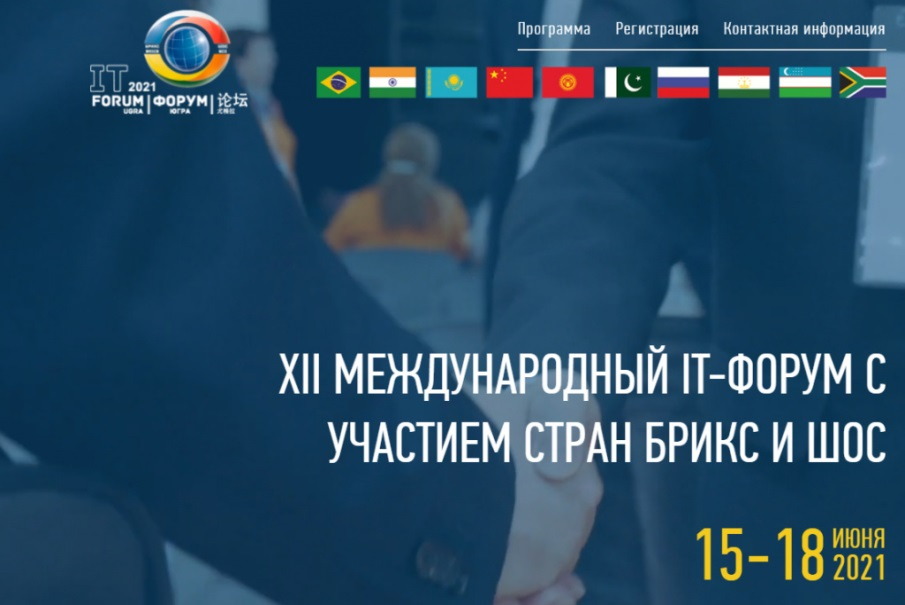 Программа Регистрация Контактная информация
IT 2021
FORUM | ФОРУМ | 论坛
UGRA ЮГРА
XII МЕЖДУНАРОДНЫЙ IT-ФОРУМ С
УЧАСТИЕМ СТРАН БРИКС И ШОС
15-18 ИЮНЯ
2021